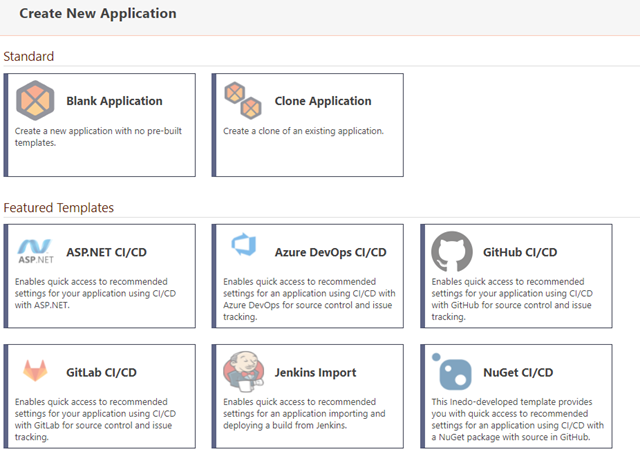 Create New Application
Standard
Blank Application
Create a new application with no pre-built
templates.
Clone Application
Create a clone of an existing application.
Featured Templates
ASP.NET
ASP.NET CI/CD
Enables quick access to recommended
settings for your application using CI/CD
with ASP.NET.
Azure DevOps CI/CD
Enables quick access to recommended
settings for an application using CI/CD with
Azure DevOps for source control and issue
tracking.
GitHub CI/CD
Enables quick access to recommended
settings for your application using CI/CD
with GitHub for source control and issue
tracking.
GitLab CI/CD
Enables quick access to recommended
settings for your application using CI/CD
with GitLab for source control and issue
tracking.
Jenkins Import
Enables quick access to recommended
settings for an application importing and
deploying a build from Jenkins.
NuGet CI/CD
This Inedo-developed template provides
you with quick access to recommended
settings for an application using CI/CD with
a NuGet package with source in GitHub.